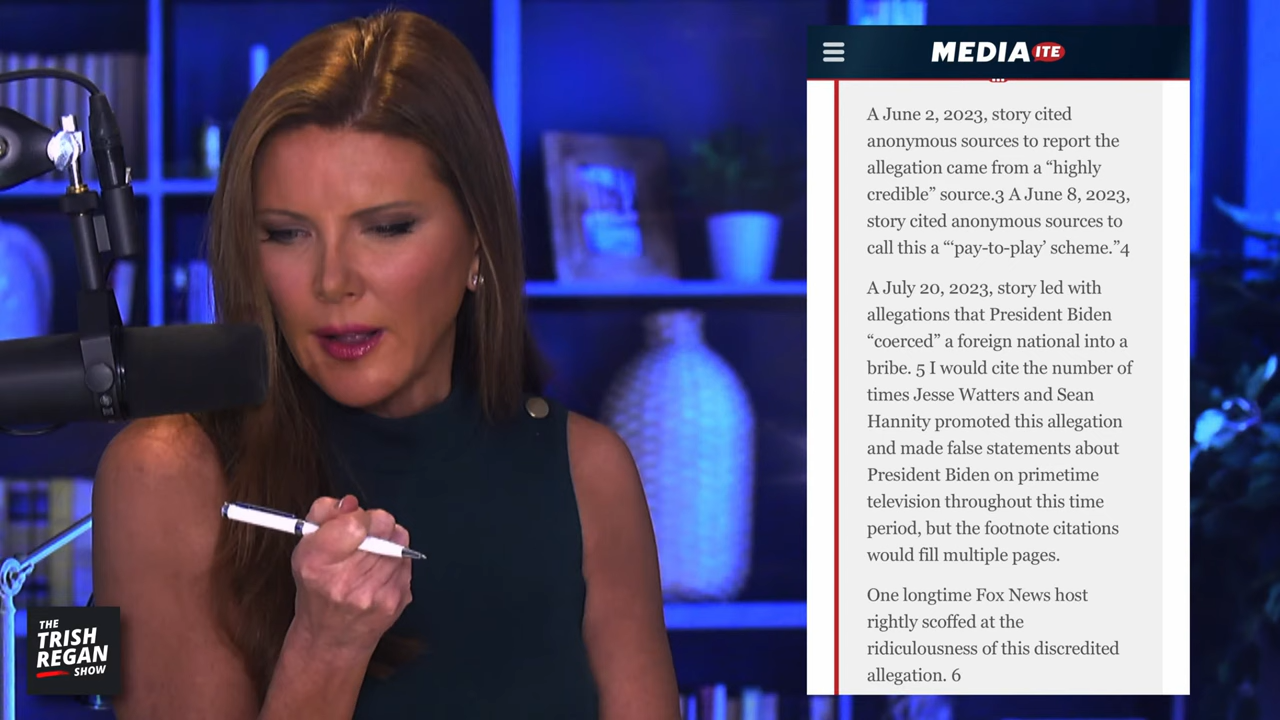 MEDIAITE
A June 2, 2023, story cited
anonymous sources to report the
allegation came from a “highly
credible” source.3 A June 8, 2023,
story cited anonymous sources to
call this a “‘pay-to-play’ scheme.”4
A July 20, 2023, story led with
allegations that President Biden
“coerced” a foreign national into a
bribe. 5 I would cite the number of
times Jesse Watters and Sean
Hannity promoted this allegation
and made false statements about
President Biden on primetime
television throughout this time
period, but the footnote citations
would fill multiple pages.
One longtime Fox News host
rightly scoffed at the
ridiculousness of this discredited
allegation. 6
THE
TRISH
REGAN
SHOW